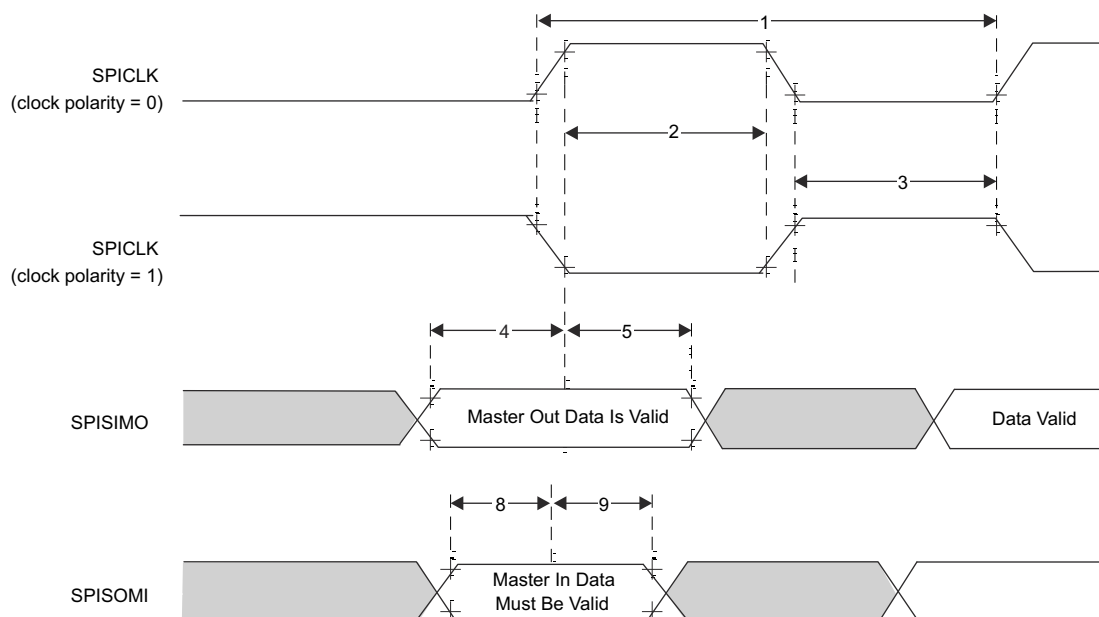 1
SPICLK
(clock polarity = 0)
2
3
SPICLK
(clock polarity = 1)
4
5
SPISIMO
Master Out Data Is Valid
Data Valid
8
9
SPISOMI
Master In Data
Must Be Valid